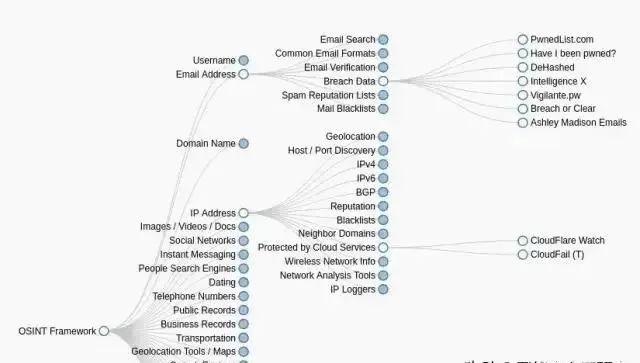 Email Search
Common Email Formats
Email Verification
Breach Data
Spam Reputation Lists
Mail Blacklists
PwnedList.com
Have I been pwned?
DeHashed
Intelligence X
Vigilante.pw
Breach or Clear
Ashley Madison Emails
Username
Email Address
Domain Name
Geolocation
Host / Port Discovery
IPv4
IPv6
BGP
Reputation
Blacklists
Neighbor Domains
Protected by Cloud Services
Wireless Network Info
Network Analysis Tools
IP Loggers
CloudFlare Watch
CloudFail (T)
IP Address
Images / Videos / Docs
Social Networks
Instant Messaging
People Search Engines
Dating
Telephone Numbers
Public Records
Business Records
Transportation
Geolocation Tools / Maps
OSINT Framework